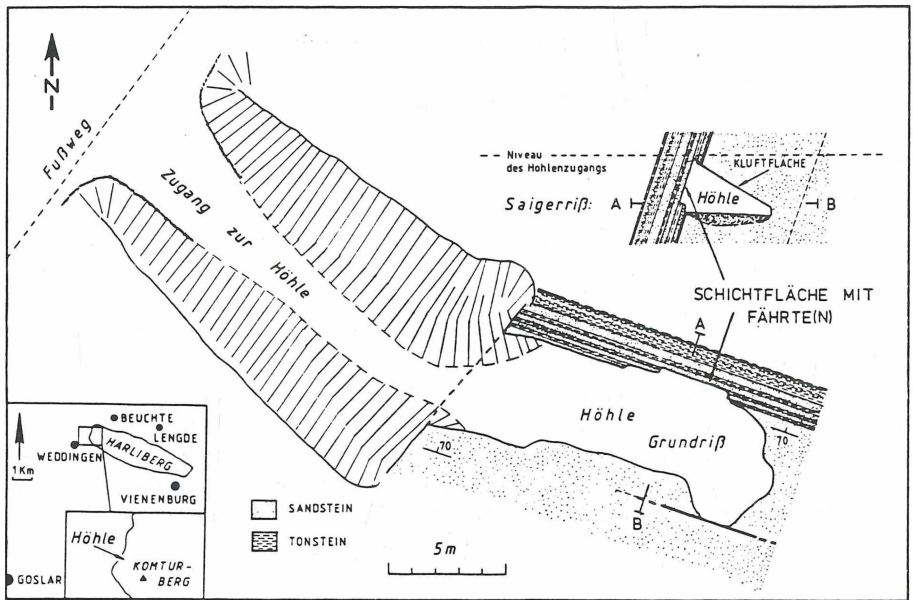 N
Fußweg
Zugang
zur
Höhle
Niveau
des Hohlenzugangs
KLUFTFLÄCHE
Saigerriß:
A
Höhle
B
SCHICHTFLÄCHE MIT
FÄHRTE(N)
A
Höhle
Grundriß
70
70
B
SANDSTEIN
TONSTEIN
5m
1Km
BEUCHTE
LENGDE
WEDDINGEN
HARLIBERG
VIENENBURG
Höhle
KOMTUR-
BERG
GOSLAR